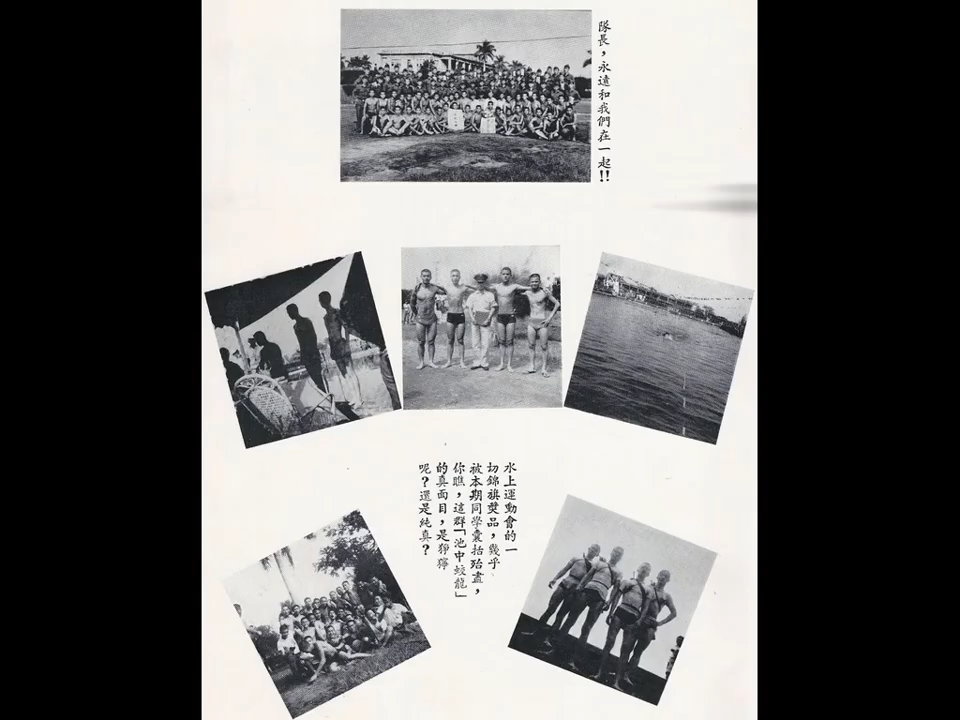 隊長，永遠和我們在一起!!
水上運動會的一
切錦旗獎品，幾乎
被本期同學囊括殆盡，
你瞧，這群「池中蛟龍」
的真面目，是猙獰
呢？還是純真？